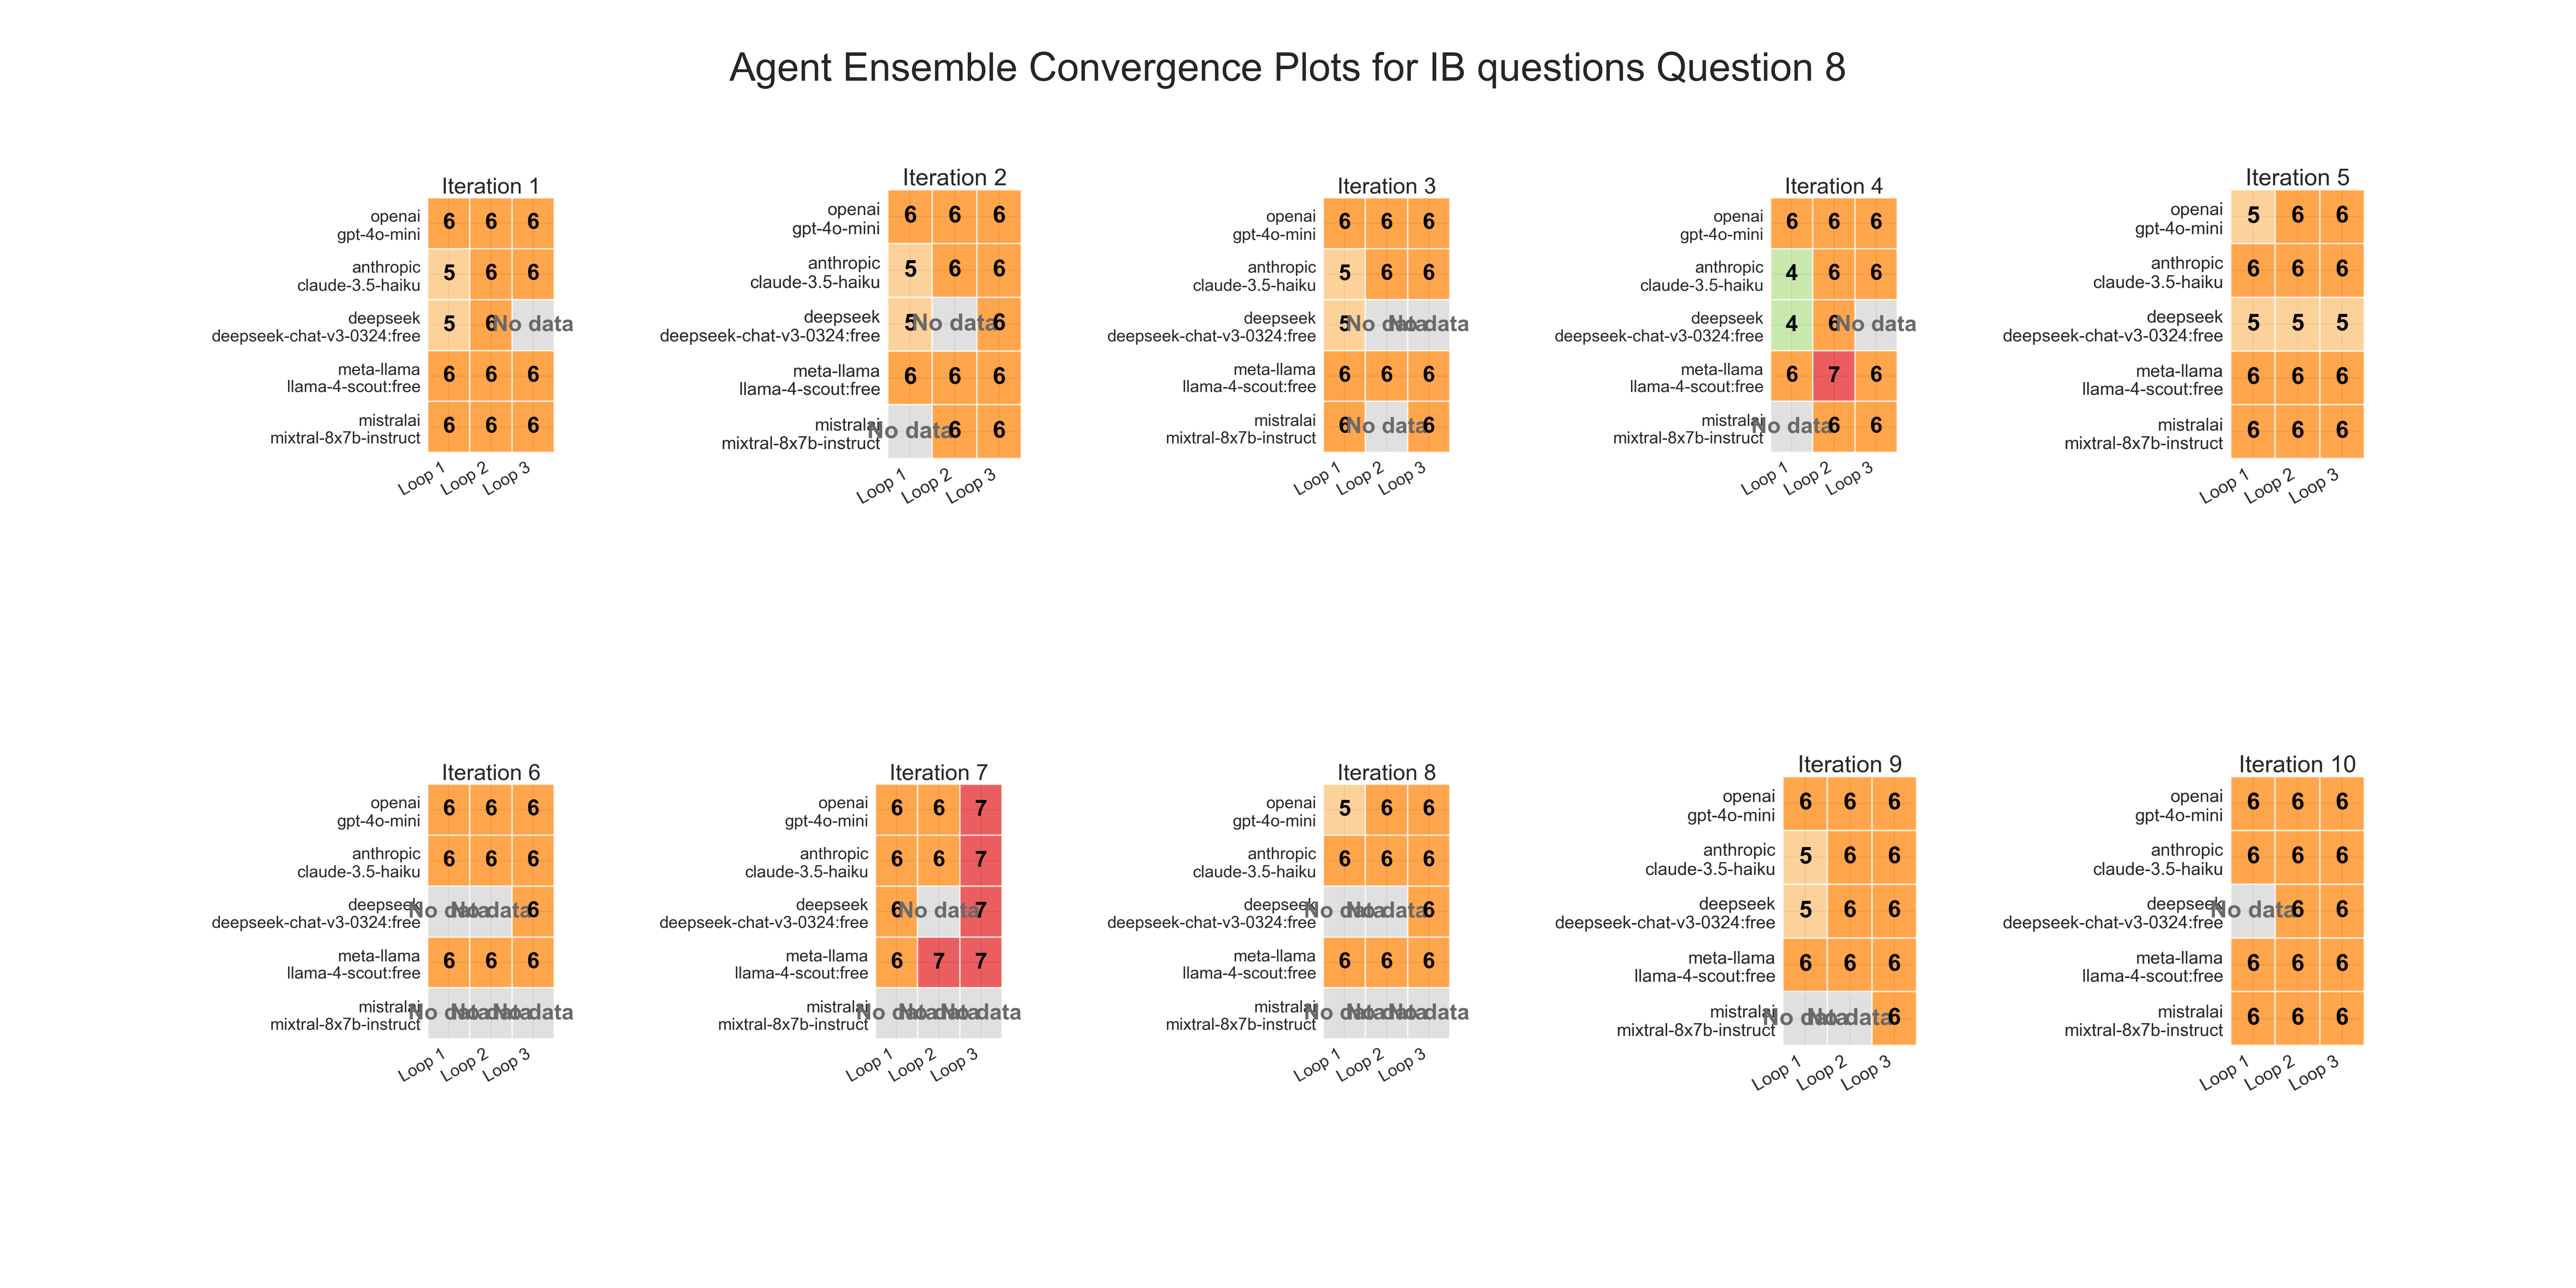 Agent Ensemble Convergence Plots for IB questions Question 8
Iteration 1
openai
gpt-4o-mini
6 6 6
anthropic
claude-3.5-haiku
5 6 6
deepseek
deepseek-chat-v3-0324:free
5 6 No data
meta-llama
llama-4-scout:free
6 6 6
mistralai
mixtral-8x7b-instruct
6 6 6
Loop 1 Loop 2 Loop 3
Iteration 2
openai
gpt-4o-mini
6 6 6
anthropic
claude-3.5-haiku
5 6 6
deepseek
deepseek-chat-v3-0324:free
5 No data 6
meta-llama
llama-4-scout:free
6 6 6
mistralai
mixtral-8x7b-instruct
No data 6 6
Loop 1 Loop 2 Loop 3
Iteration 3
openai
gpt-4o-mini
6 6 6
anthropic
claude-3.5-haiku
5 6 6
deepseek
deepseek-chat-v3-0324:free
5 No data No data
meta-llama
llama-4-scout:free
6 6 6
mistralai
mixtral-8x7b-instruct
6 No data 6
Loop 1 Loop 2 Loop 3
Iteration 4
openai
gpt-4o-mini
6 6 6
anthropic
claude-3.5-haiku
4 6 6
deepseek
deepseek-chat-v3-0324:free
4 6 No data
meta-llama
llama-4-scout:free
6 7 6
mistralai
mixtral-8x7b-instruct
No data 6 6
Loop 1 Loop 2 Loop 3
Iteration 5
openai
gpt-4o-mini
5 6 6
anthropic
claude-3.5-haiku
6 6 6
deepseek
deepseek-chat-v3-0324:free
5 5 5
meta-llama
llama-4-scout:free
6 6 6
mistralai
mixtral-8x7b-instruct
6 6 6
Loop 1 Loop 2 Loop 3
Iteration 6
openai
gpt-4o-mini
6 6 6
anthropic
claude-3.5-haiku
6 6 6
deepseek
deepseek-chat-v3-0324:free
No data No data 6
meta-llama
llama-4-scout:free
6 6 6
mistralai
mixtral-8x7b-instruct
No data No data No data
Loop 1 Loop 2 Loop 3
Iteration 7
openai
gpt-4o-mini
6 6 7
anthropic
claude-3.5-haiku
6 6 7
deepseek
deepseek-chat-v3-0324:free
6 No data 7
meta-llama
llama-4-scout:free
6 7 7
mistralai
mixtral-8x7b-instruct
No data No data No data
Loop 1 Loop 2 Loop 3
Iteration 8
openai
gpt-4o-mini
5 6 6
anthropic
claude-3.5-haiku
6 6 6
deepseek
deepseek-chat-v3-0324:free
No data No data 6
meta-llama
llama-4-scout:free
6 6 6
mistralai
mixtral-8x7b-instruct
No data No data No data
Loop 1 Loop 2 Loop 3
Iteration 9
openai
gpt-4o-mini
6 6 6
anthropic
claude-3.5-haiku
5 6 6
deepseek
deepseek-chat-v3-0324:free
5 6 6
meta-llama
llama-4-scout:free
6 6 6
mistralai
mixtral-8x7b-instruct
No data No data 6
Loop 1 Loop 2 Loop 3
Iteration 10
openai
gpt-4o-mini
6 6 6
anthropic
claude-3.5-haiku
6 6 6
deepseek
deepseek-chat-v3-0324:free
No data 6 6
meta-llama
llama-4-scout:free
6 6 6
mistralai
mixtral-8x7b-instruct
6 6 6
Loop 1 Loop 2 Loop 3